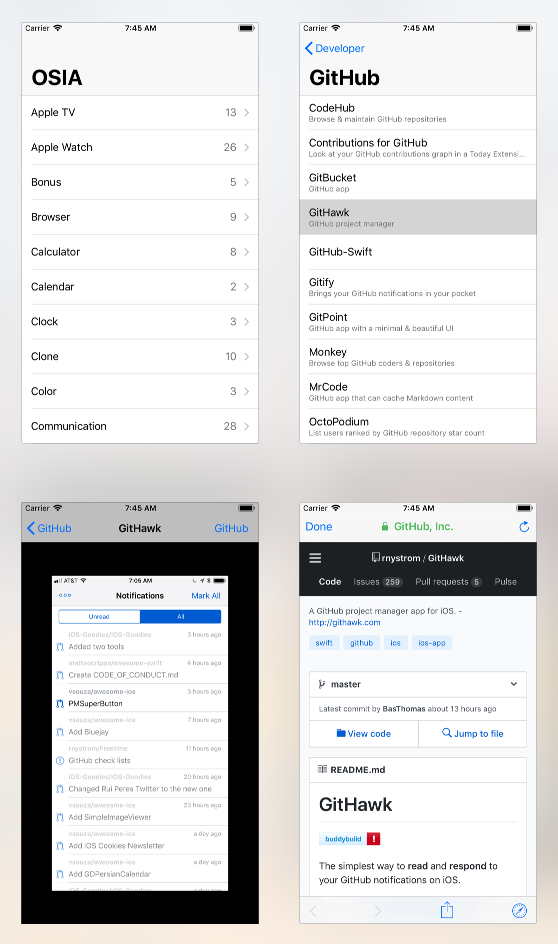 Carrier 7:45 AM
OSIA
Apple TV 13
Apple Watch 26
Bonus 5
Browser 9
Calculator 8
Calendar 2
Clock 3
Clone 10
Color 3
Communication 28
Carrier 7:45 AM
Developer
GitHub
CodeHub
Browse & maintain GitHub repositories
Contributions for GitHub
Look at your GitHub contributions graph in a Today Extensi...
GitBucket
GitHub app
GitHawk
GitHub project manager
GitHub-Swift
Gitify
Brings your GitHub notifications in your pocket
GitPoint
GitHub app with a minimal & beautiful UI
Monkey
Browse top GitHub coders & repositories
MrCode
GitHub app that can cache Markdown content
OctoPodium
List users ranked by GitHub repository star count
Carrier 7:45 AM
GitHub GitHawk GitHub
AT&T 7:05 AM
Notifications Mark All
Unread All
iOS-Goodies/iOS-Goodies 3 hours ago
Added two tools
matteocrippa/awesome-swift 4 hours ago
Create CODE_OF_CONDUCT.md
vsouza/awesome-ios 3 hours ago
PMSuperButton
vsouza/awesome-ios 7 hours ago
Add Bluejay
rnystrom/Freetime 11 hours ago
GitHub check lists
iOS-Goodies/iOS-Goodies 20 hours ago
Changed Rui Peres Twitter to the new one
vsouza/awesome-ios 23 hours ago
Add SimpleImageViewer
vsouza/awesome-ios a day ago
Add iOS Cookies Newsletter
vsouza/awesome-ios a day ago
Add GDPersianCalendar
iOS-Goodies/iOS-Goodies a day ago
Carrier 7:45 AM
Done GitHub, Inc.
rnystrom / GitHawk
Code Issues 259 Pull requests 5 Pulse
A GitHub project manager app for iOS. -
http://githawk.com
swift github ios ios-app
master
Latest commit by BasThomas about 13 hours ago
View code Jump to file
README.md
GitHawk
buddybuild !
The simplest way to read and respond to
your GitHub notifications on iOS.